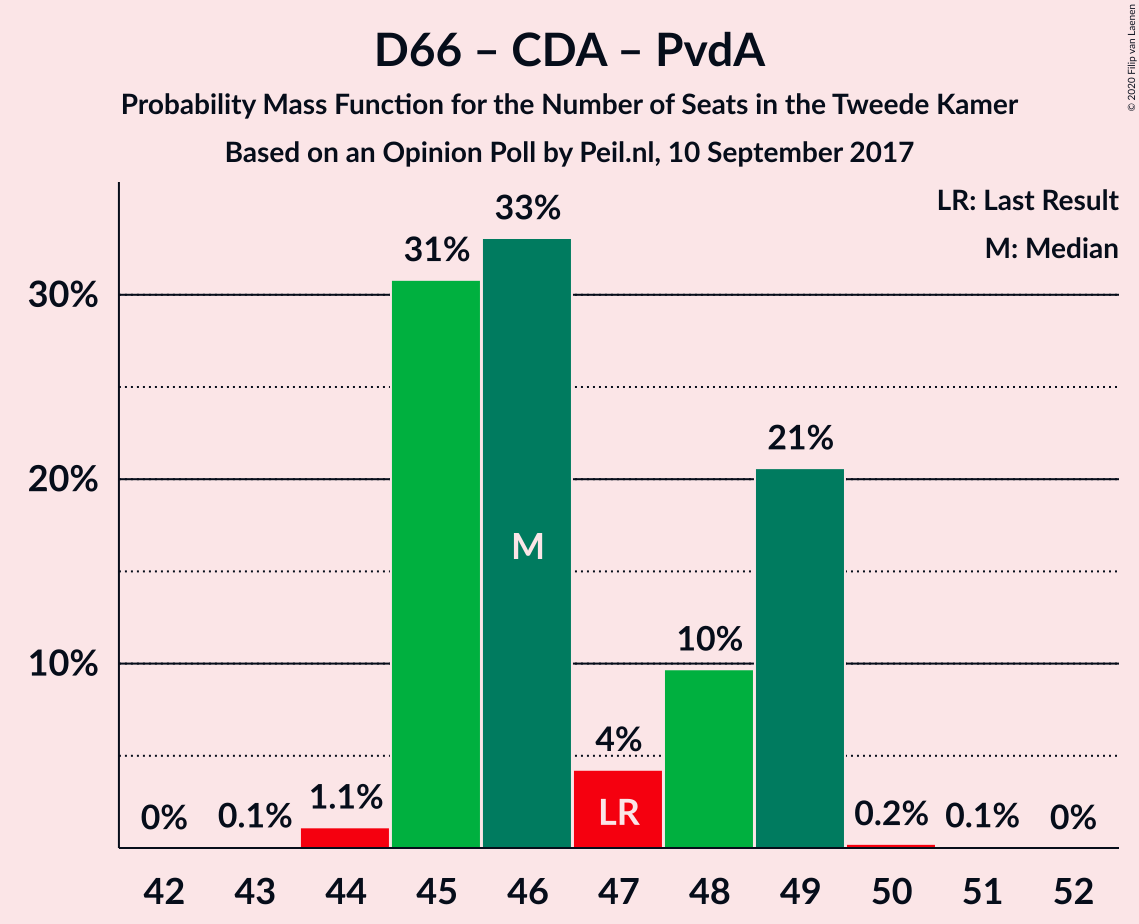 D66 – CDA – PvdA
Probability Mass Function for the Number of Seats in the Tweede Kamer
Based on an Opinion Poll by Peil.nl, 10 September 2017
© 2020 Filip van Laenen
LR: Last Result
M: Median
30%
20%
10%
0%
0.1%
1.1%
31%
33%
4%
10%
21%
0.2%
0.1%
0%
M
LR
42 43 44 45 46 47 48 49 50 51 52